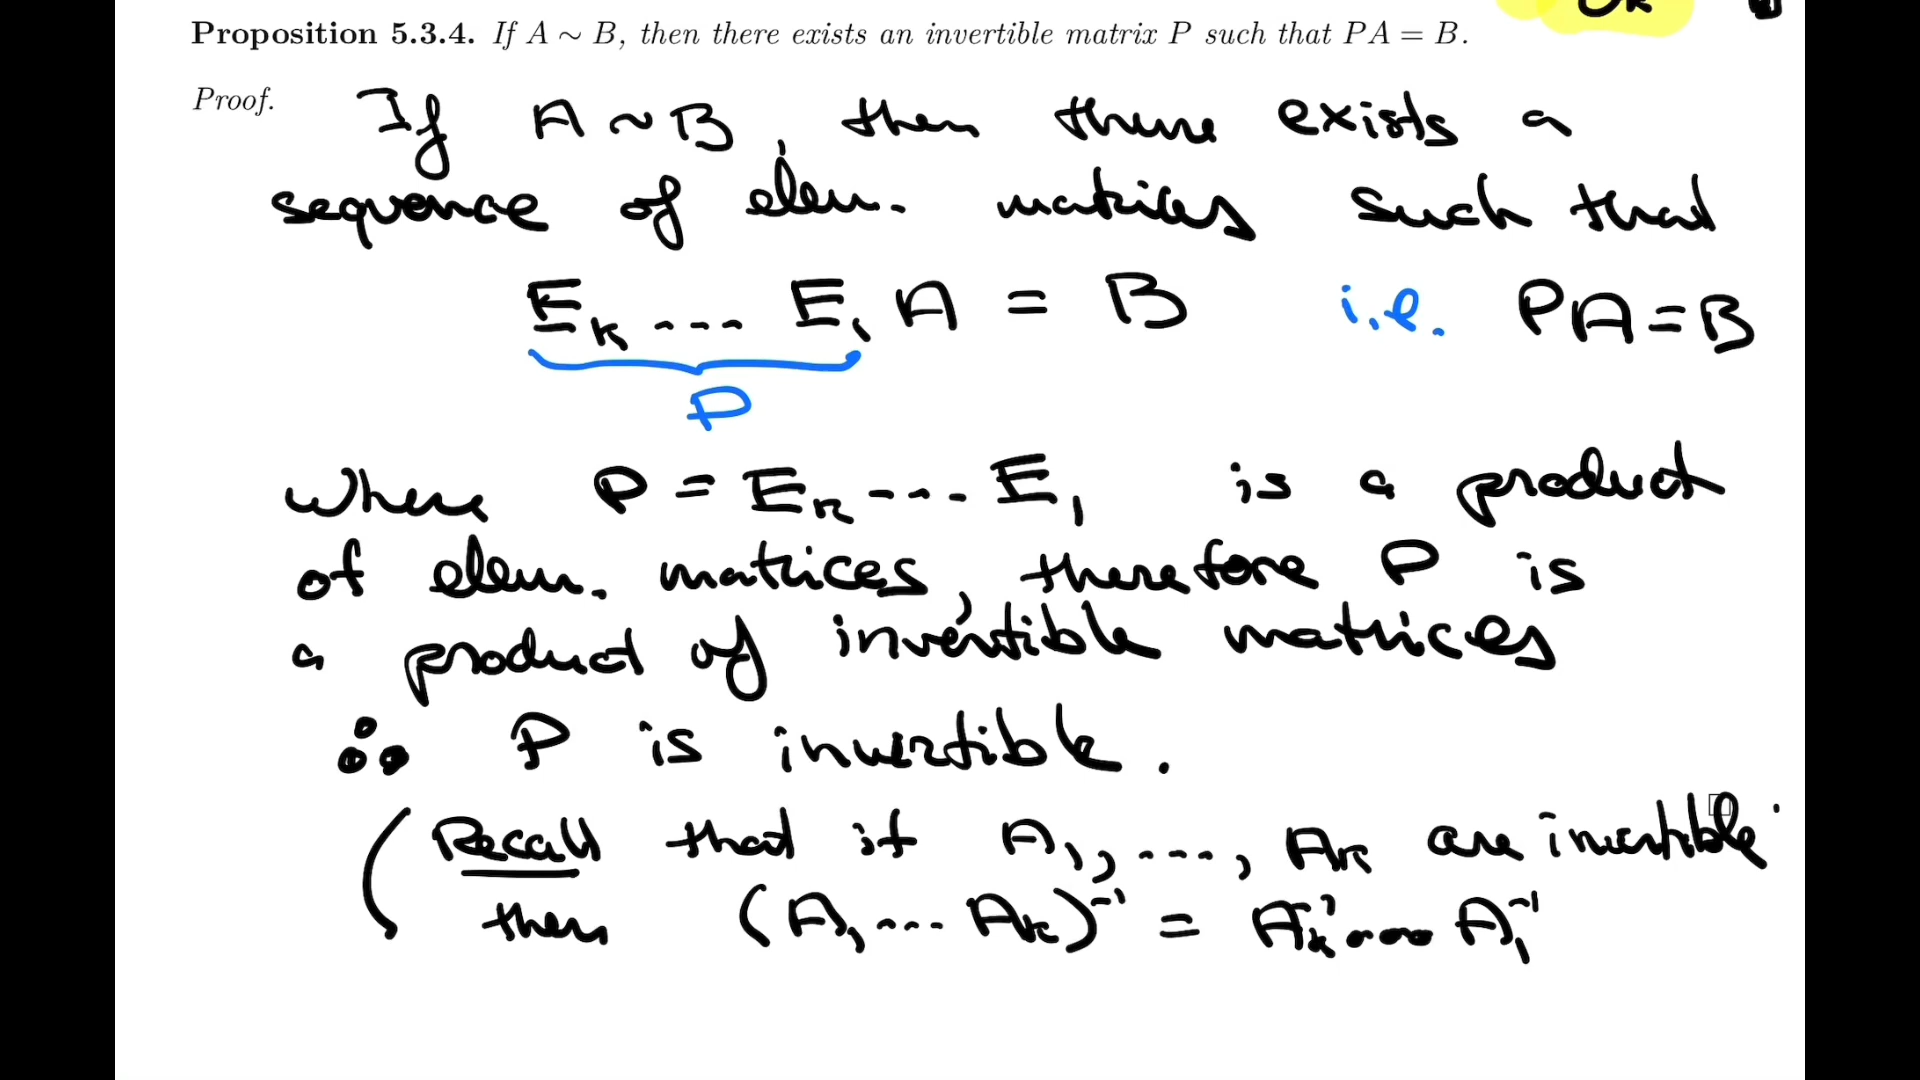 Proposition 5.3.4. If A ∼ B, then there exists an invertible matrix P such that PA = B.
Proof. If A ~ B, then there exists a
sequence of elem. matrices such that
E_k --- E_1 A = B i.e. PA = B
P
where P = E_k --- E_1 is a product
of elem. matrices, therefore P is
a product of invertible matrices
∴ P is invertible.
(Recall that if A_1, ---, A_k are invertible
then (A_1 --- A_k)^-1 = A_k^-1 --- A_1^-1